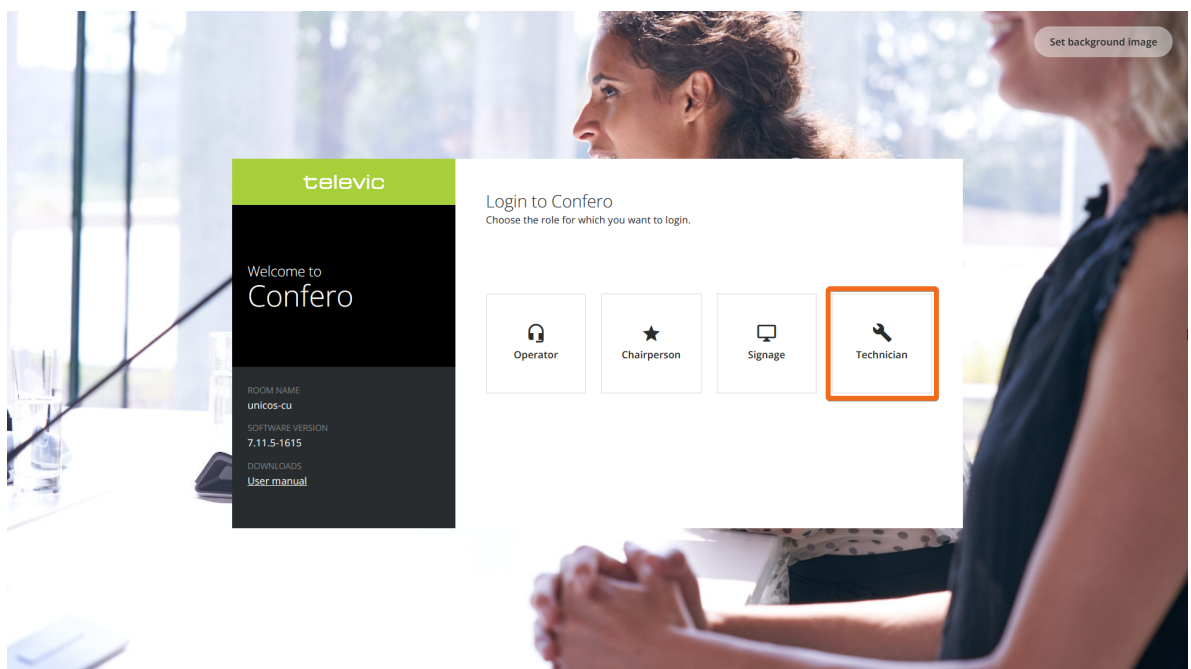 Set background image
televic
Welcome to
Confero
ROOM NAME
unicos-cu
SOFTWARE VERSION
7.11.5-1615
DOWNLOADS
User manual
Login to Confero
Choose the role for which you want to login.
Operator
Chairperson
Signage
Technician